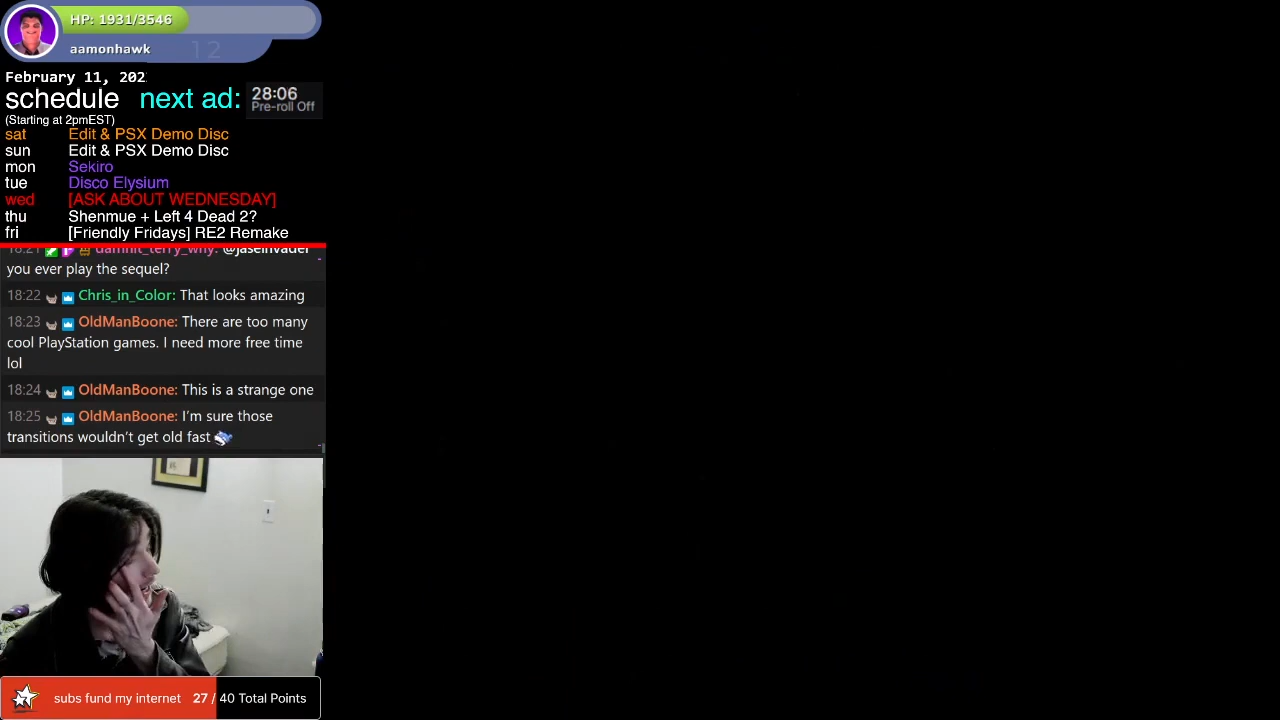 HP: 1931/3546
aamonhawk
12
February 11, 202
schedule next ad: 28:06
Pre-roll Off
(Starting at 2pmEST)
sat Edit & PSX Demo Disc
sun Edit & PSX Demo Disc
mon Sekiro
tue Disco Elysium
wed [ASK ABOUT WEDNESDAY]
thu Shenmue + Left 4 Dead 2?
fri [Friendly Fridays] RE2 Remake
18:21 damnit_terry_why: @jaseinvader
you ever play the sequel?
18:22 Chris_in_Color: That looks amazing
18:23 OldManBoone: There are too many
cool PlayStation games. I need more free time
lol
18:24 OldManBoone: This is a strange one
18:25 OldManBoone: I'm sure those
transitions wouldn't get old fast
subs fund my internet 27 / 40 Total Points